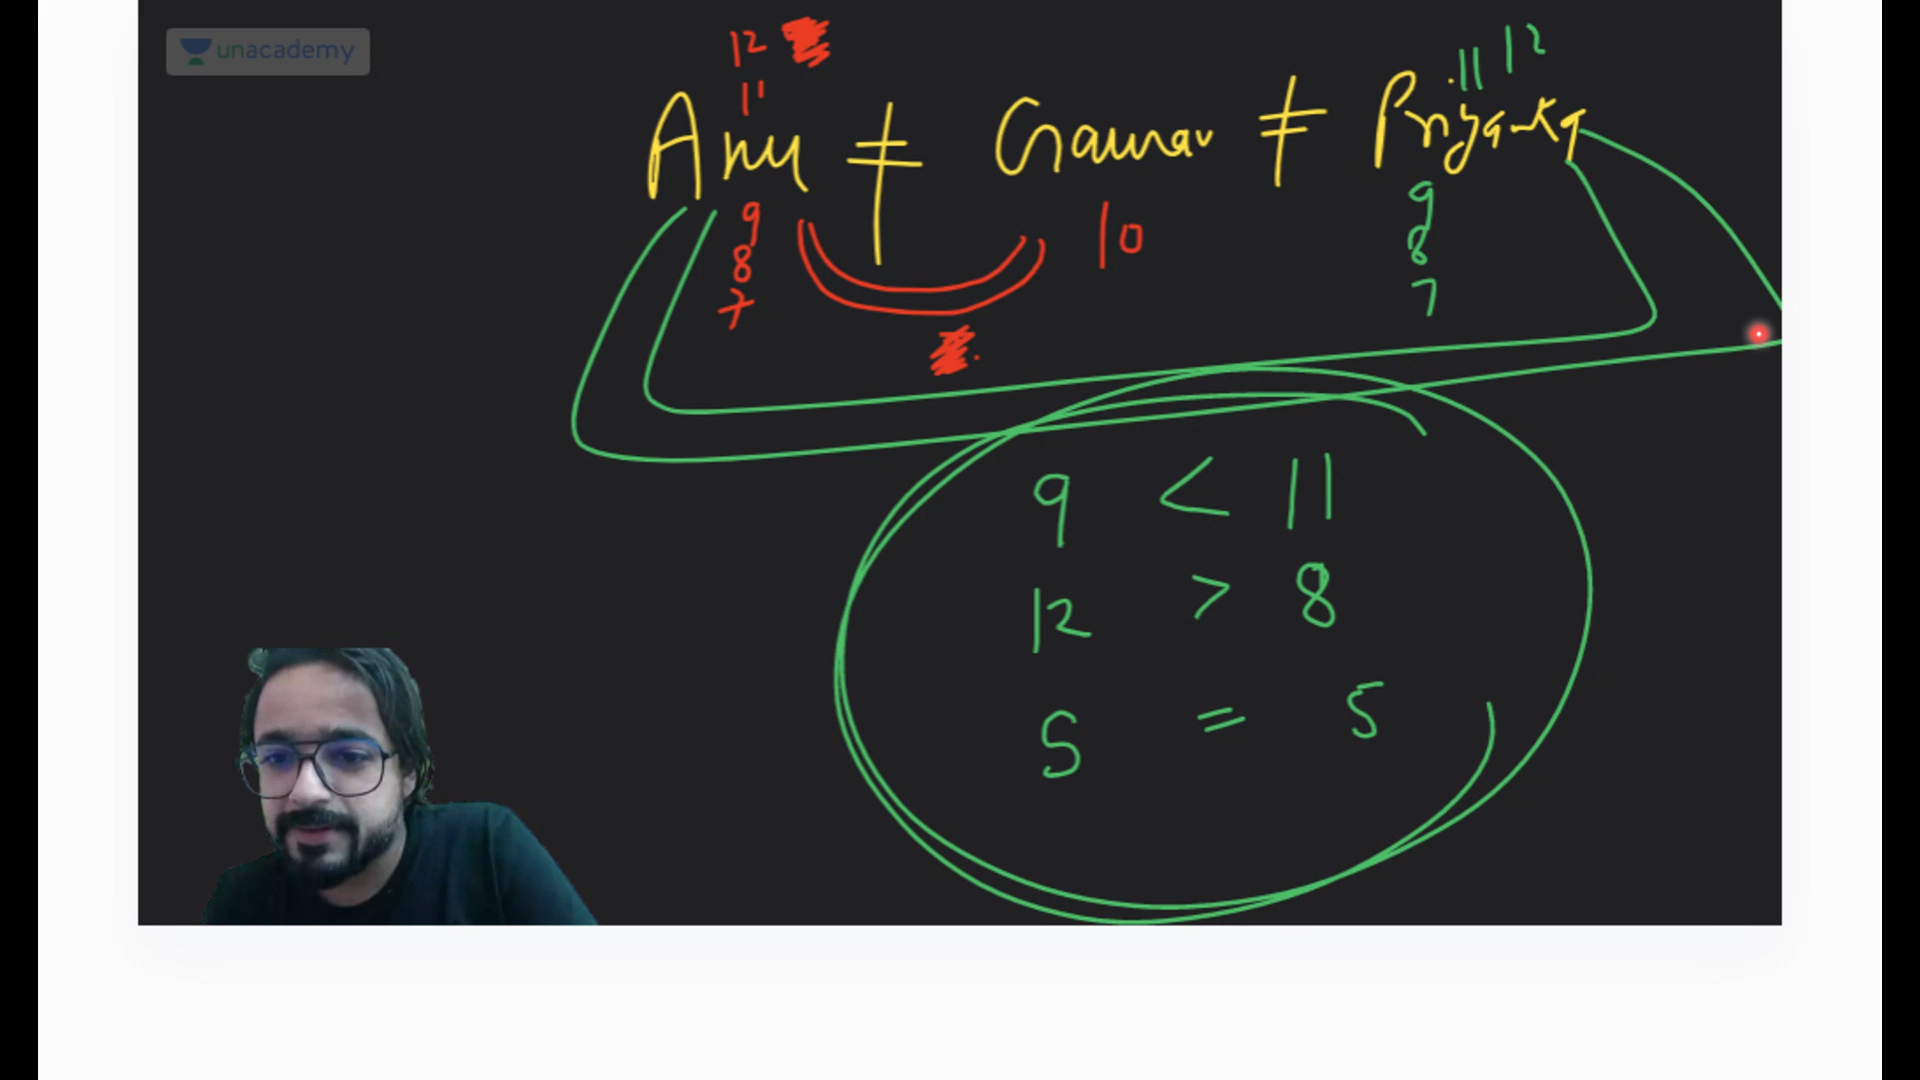 unacademy
12
11 12
11
Anu ≠ Gaurav ≠ Priyanka
9 10 9
8 8
7 7
9 < 11
12 > 8
5 = 5